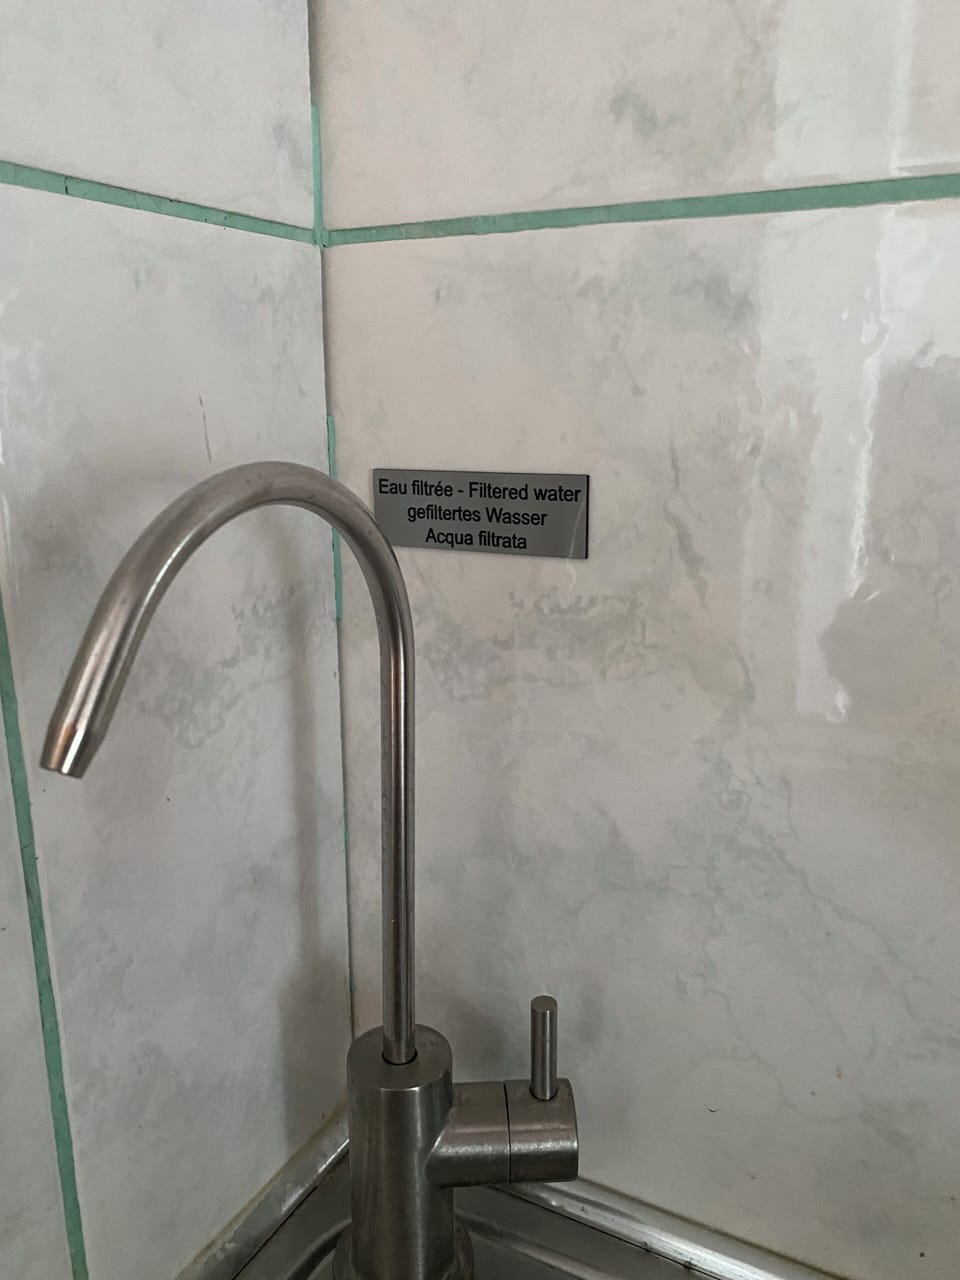 Eau filtrée - Filtered water
gefiltertes Wasser
Acqua filtrata